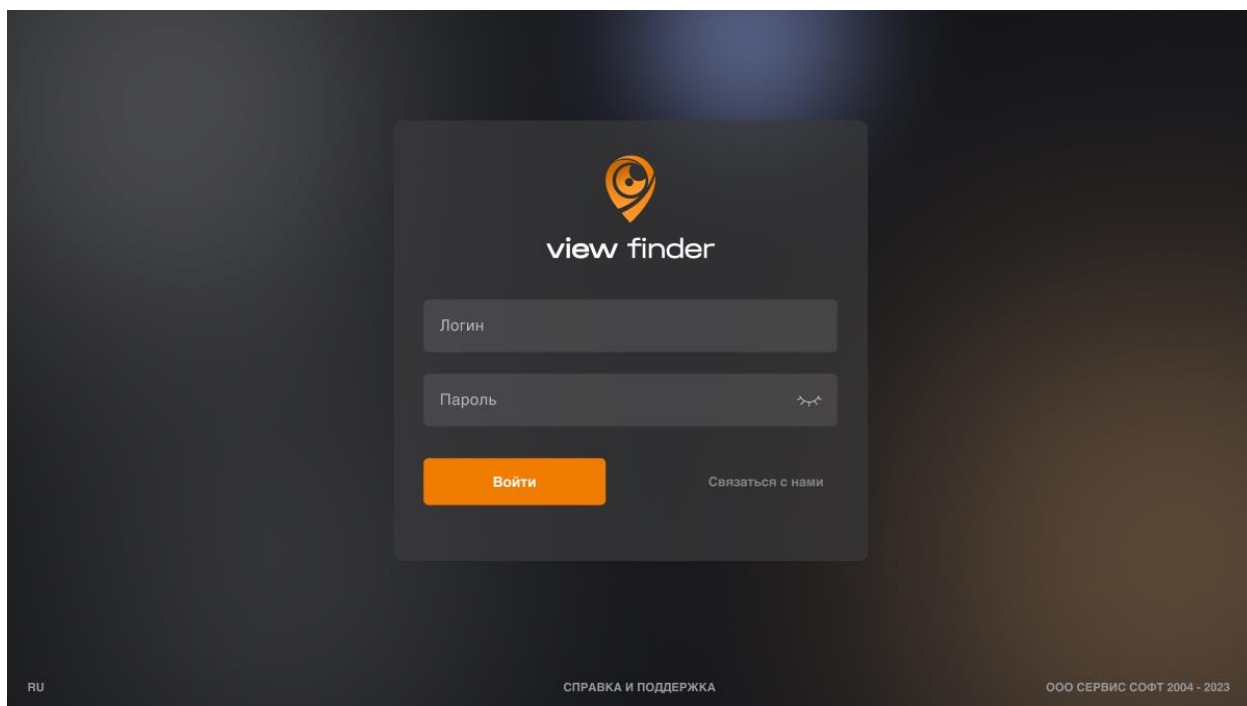 view finder
Логин
Пароль
Войти
Связаться с нами
RU
СПРАВКА И ПОДДЕРЖКА
ООО СЕРВИС СОФТ 2004 - 2023